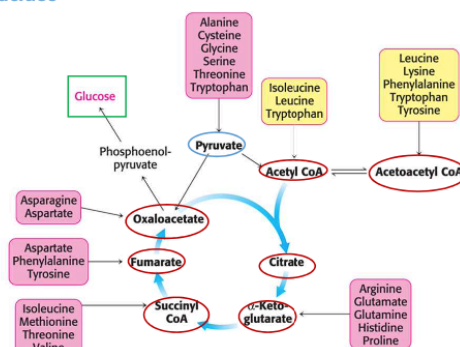 Alanine
Cysteine
Glycine
Serine
Threonine
Tryptophan
Leucine
Lysine
Phenylalanine
Tryptophan
Tyrosine
Isoleucine
Leucine
Tryptophan
Glucose
Pyruvate
Phosphoenol-
pyruvate
Acetyl CoA
Acetoacetyl CoA
Asparagine
Aspartate
Oxaloacetate
Aspartate
Phenylalanine
Tyrosine
Fumarate
Citrate
Isoleucine
Methionine
Threonine
Valine
Succinyl
CoA
α-Keto-
glutarate
Arginine
Glutamate
Glutamine
Histidine
Proline